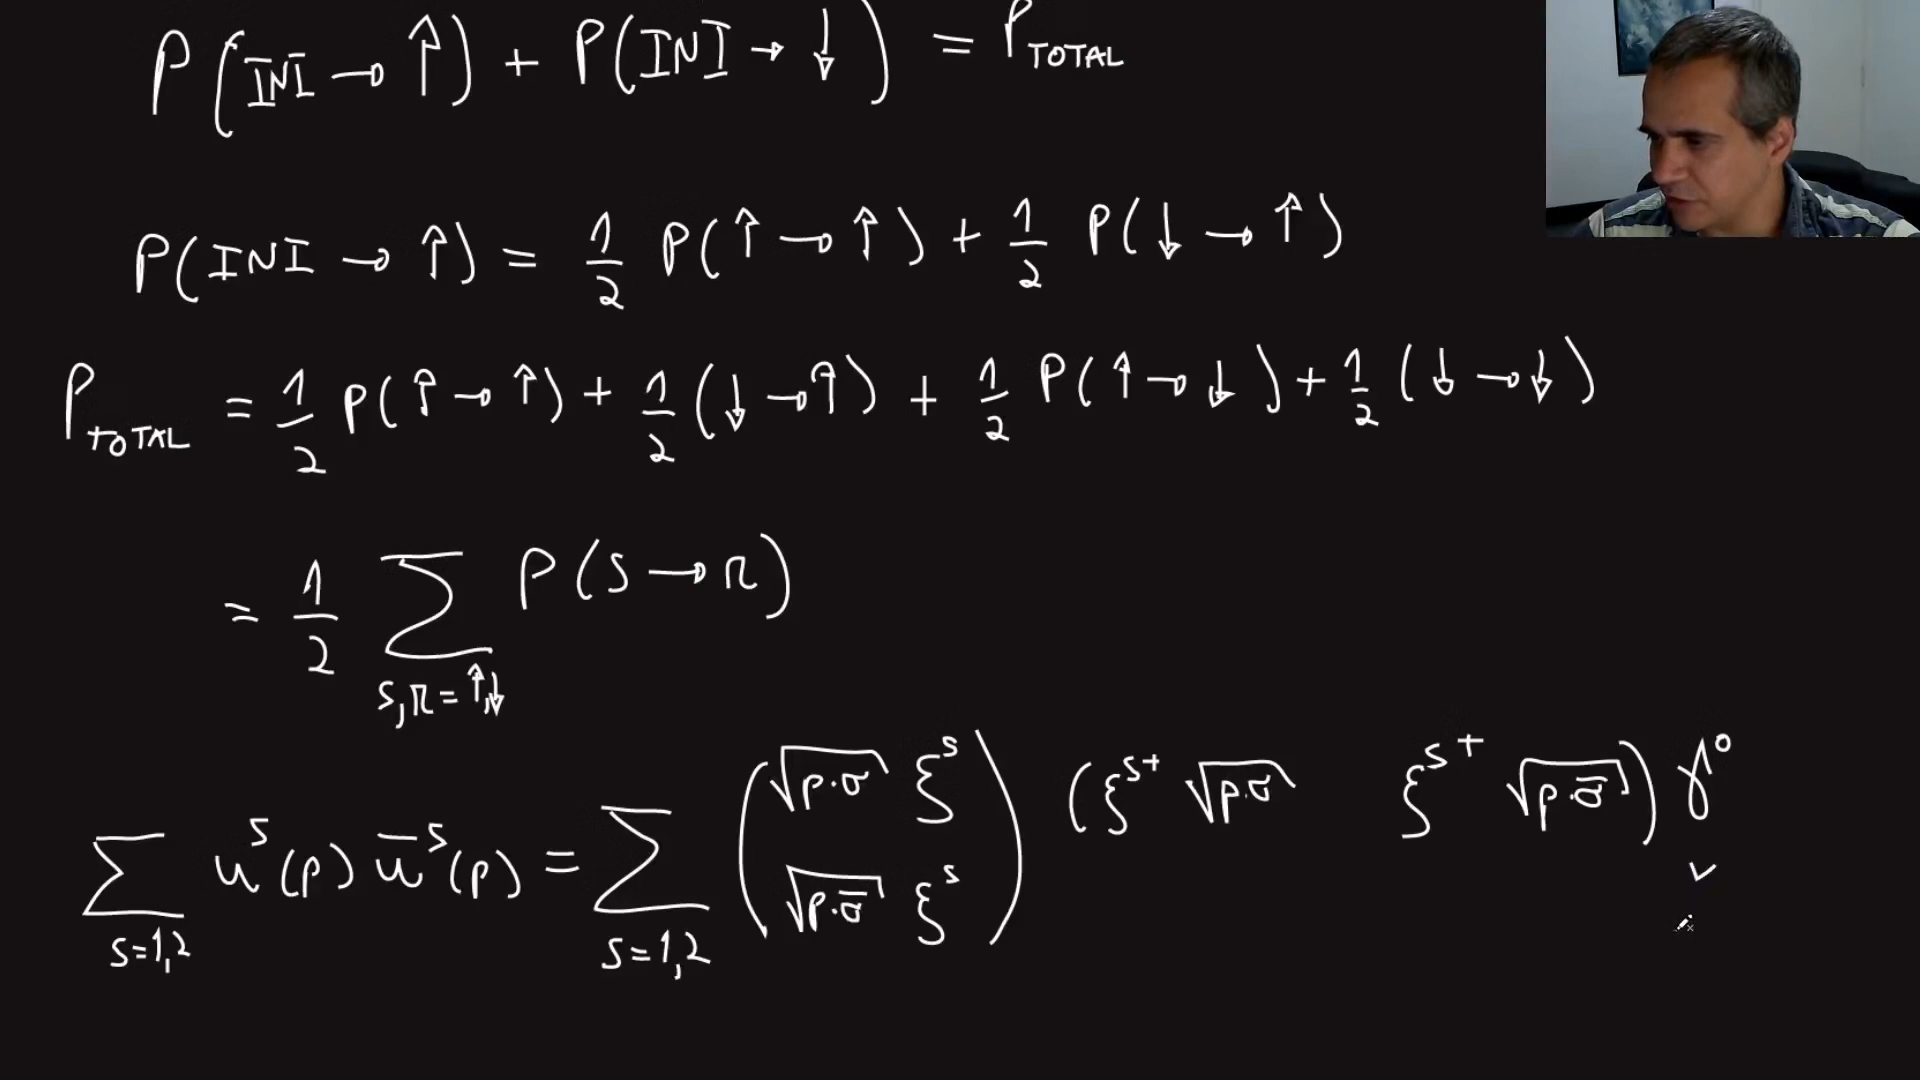 P(INI → ↑) + P(INI → ↓) = P_TOTAL
P(INI → ↑) = 1/2 P(↑ → ↑) + 1/2 P(↓ → ↑)
P_TOTAL = 1/2 P(↑ → ↑) + 1/2 (↓ → ↑) + 1/2 P(↑ → ↓) + 1/2 (↓ → ↓)
= 1/2 Σ_{s,r=↑↓} P(s → r)
Σ_{s=1,2} u^s(p) ū^s(p) = Σ_{s=1,2} (√(p·σ) ξ^s ; √(p·σ̄) ξ^s) (ξ^{s†} √(p·σ) ξ^{s†} √(p·σ̄)) γ^0